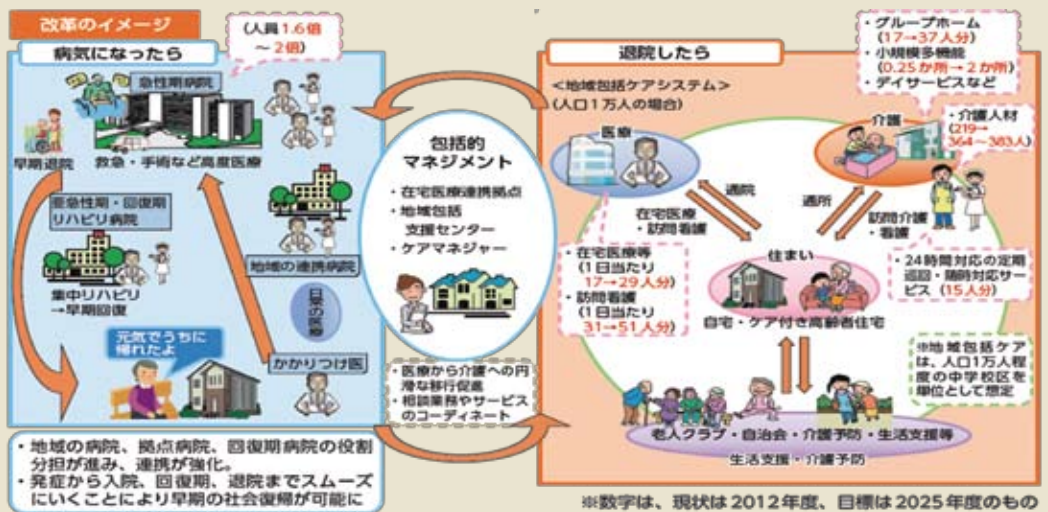 改革のイメージ
病気になったら
(人員1.6倍
～2倍)
急性期病院
早期退院
救急・手術など高度医療
亜急性期・回復期
リハビリ病院
地域の連携病院
集中リハビリ
→早期回復
日常の医療
元気でうちに
帰れたよ
かかりつけ医
・地域の病院、拠点病院、回復期病院の役割
分担が進み、連携が強化。
・発症から入院、回復期、退院までスムーズ
にいくことにより早期の社会復帰が可能に
包括的
マネジメント
・在宅医療連携拠点
・地域包括
支援センター
・ケアマネジャー
・医療から介護への円
滑な移行促進
・相談業務やサービス
のコーディネート
退院したら
<地域包括ケアシステム>
(人口1万人の場合)
・グループホーム
(17→37人分)
・小規模多機能
(0.25か所→2か所)
・デイサービスなど
医療
介護
・介護人材
(219→
364～383人)
通院
通所
在宅医療
・訪問看護
訪問介護
・看護
・在宅医療等
(1日当たり
17→29人分)
・訪問看護
(1日当たり
31→51人分)
住まい
自宅・ケア付き高齢者住宅
・24時間対応の定期
巡回・随時対応サー
ビス(15人分)
※地域包括ケア
は、人口1万人程
度の中学校区を
単位として想定
老人クラブ・自治会・介護予防・生活支援等
生活支援・介護予防
※数字は、現状は2012年度、目標は2025年度のもの